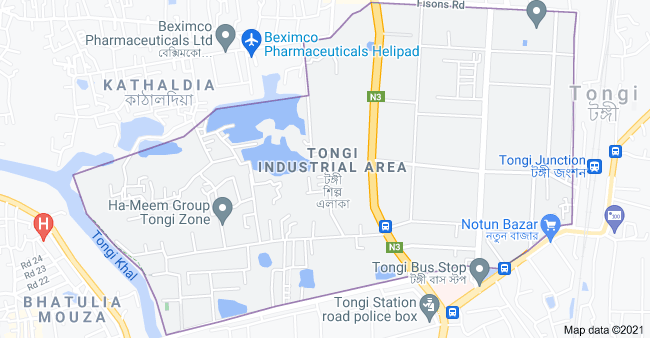 Fisons Rd
Beximco
Pharmaceuticals Ltd
বেক্সিমকো...
Beximco
Pharmaceuticals Helipad
KATHALDIA
কাঠালদিয়া
N3
Tongi
টঙ্গী
TONGI
INDUSTRIAL AREA
টঙ্গী
শিল্প
এলাকা
Tongi Junction
টঙ্গী জংশন
Ha-Meem Group
Tongi Zone
Notun Bazar
নতুন বাজার
H
Tongi Khal
N3
Rd 24
Rd 23
Rd 22
Tongi Bus Stop
টঙ্গী বাস স্টপ
BHATULIA
MOUZA
Tongi Station
road police box
Map data ©2021